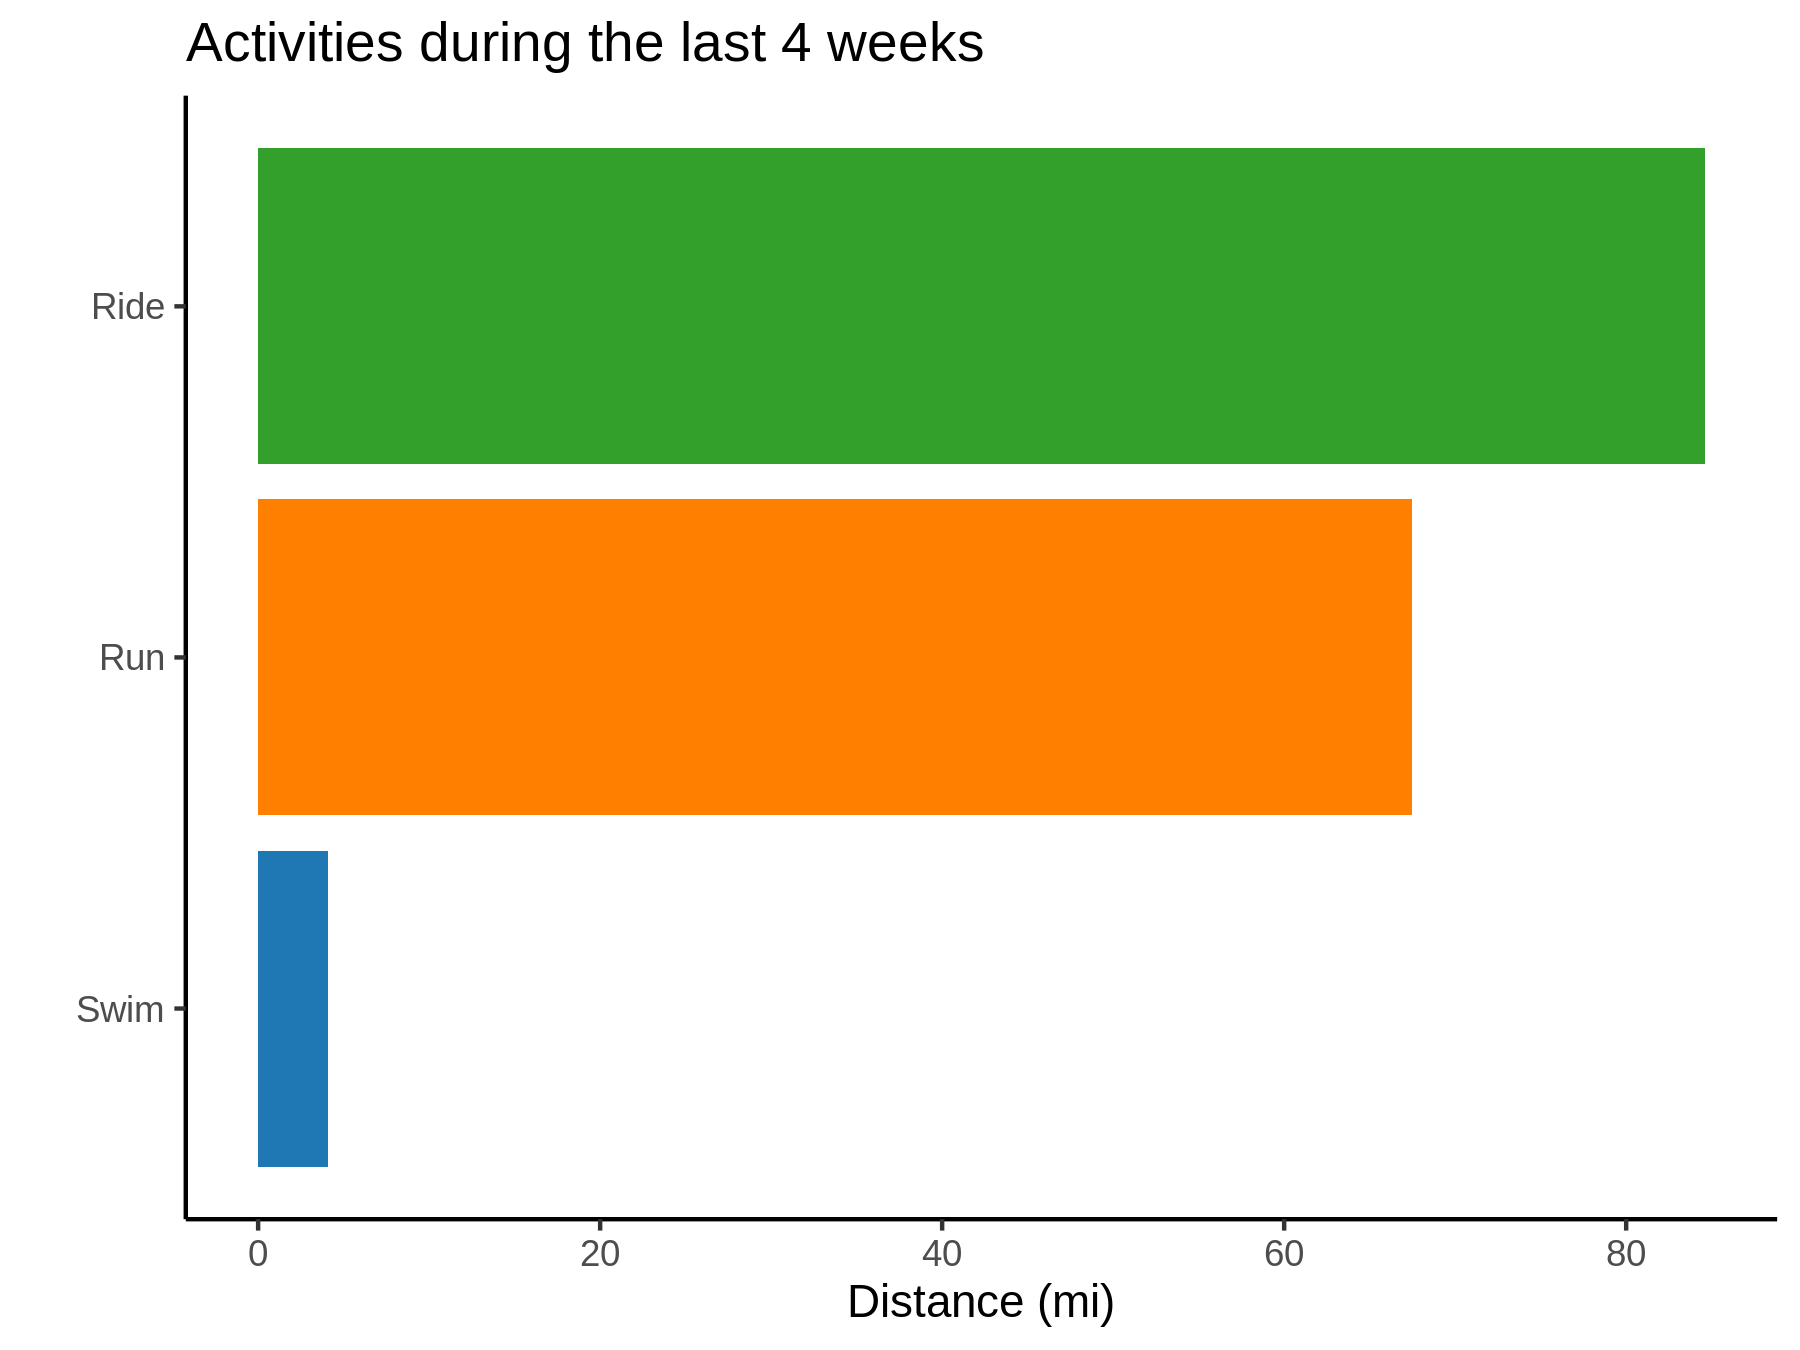 Activities during the last 4 weeks
Ride
Run
Swim
0 20 40 60 80
Distance (mi)